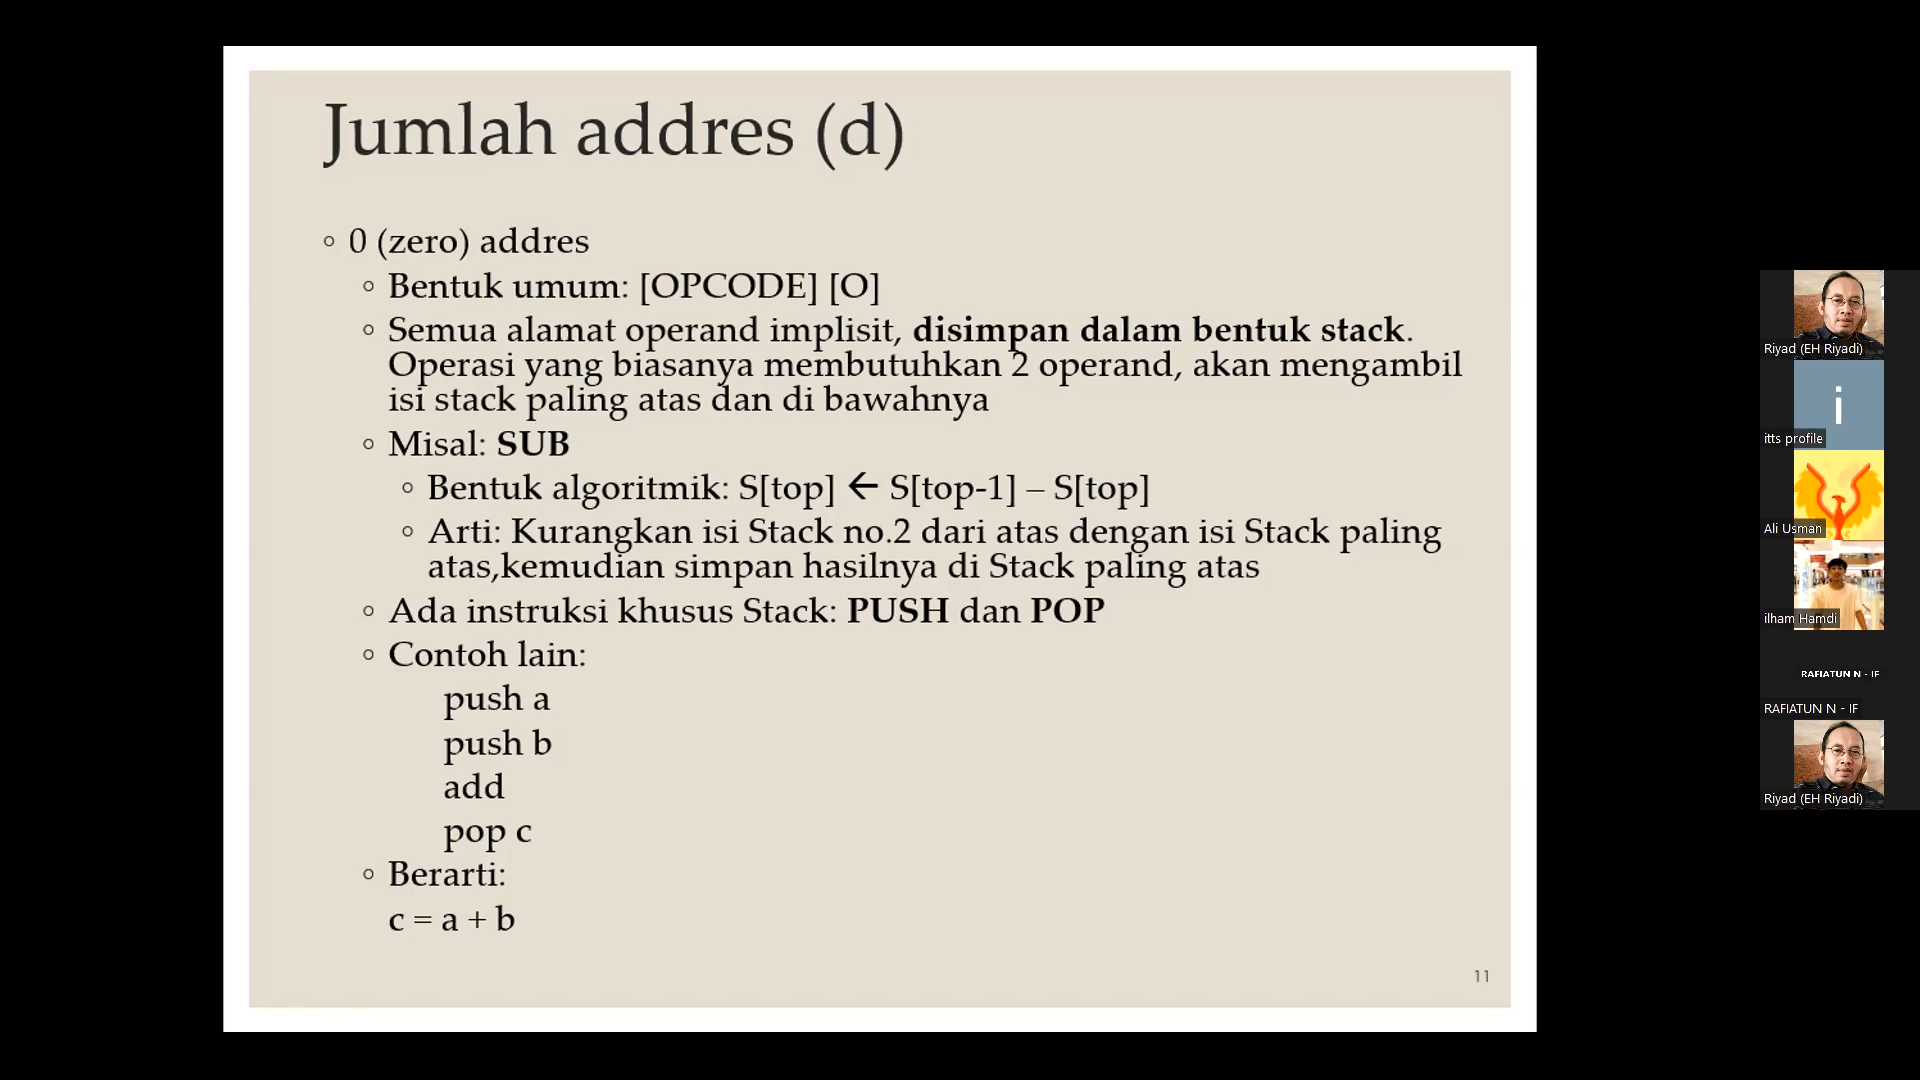 Jumlah addres (d)
◦ 0 (zero) addres
◦ Bentuk umum: [OPCODE] [O]
◦ Semua alamat operand implisit, disimpan dalam bentuk stack.
Operasi yang biasanya membutuhkan 2 operand, akan mengambil
isi stack paling atas dan di bawahnya
◦ Misal: SUB
◦ Bentuk algoritmik: S[top] ← S[top-1] – S[top]
◦ Arti: Kurangkan isi Stack no.2 dari atas dengan isi Stack paling
atas,kemudian simpan hasilnya di Stack paling atas
◦ Ada instruksi khusus Stack: PUSH dan POP
◦ Contoh lain:
push a
push b
add
pop c
◦ Berarti:
c = a + b
11
Riyad (EH Riyadi)
i
itts profile
Ali Usman
ilham Hamdi
RAFIATUN N - IF
RAFIATUN N - IF
Riyad (EH Riyadi)